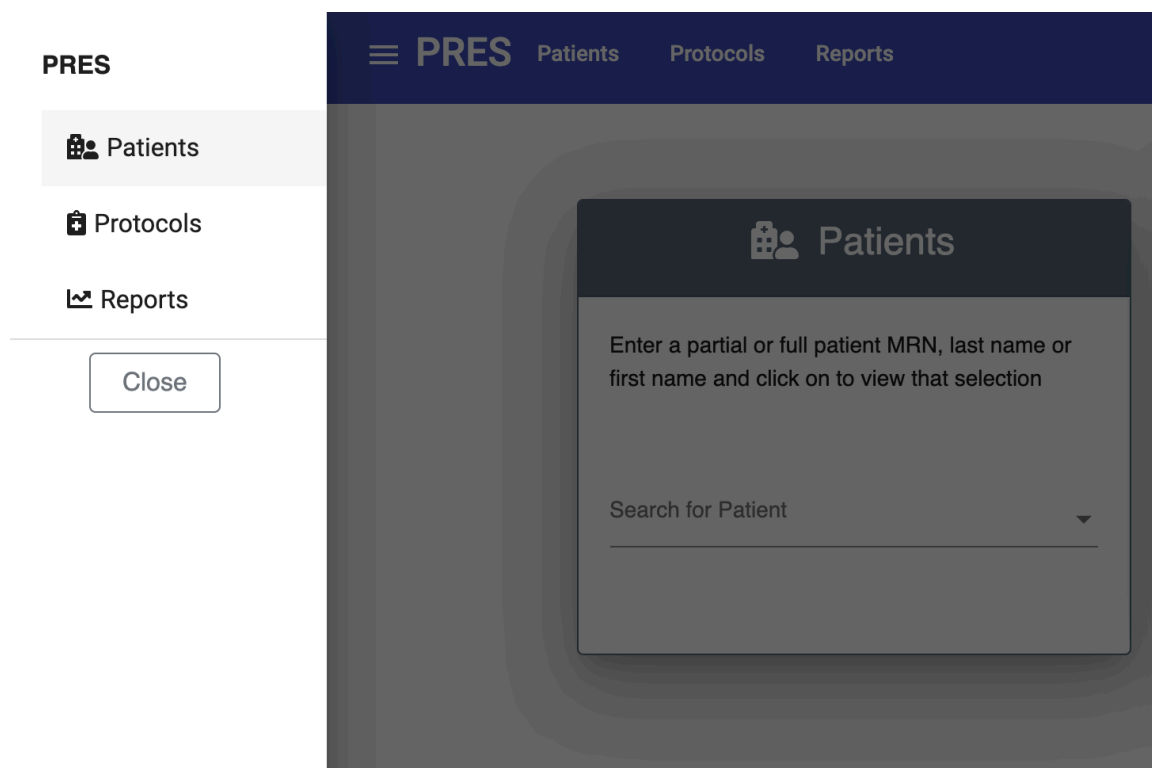 PRES
Patients
Protocols
Reports
Close
PRES Patients Protocols Reports
Patients
Enter a partial or full patient MRN, last name or
first name and click on to view that selection
Search for Patient